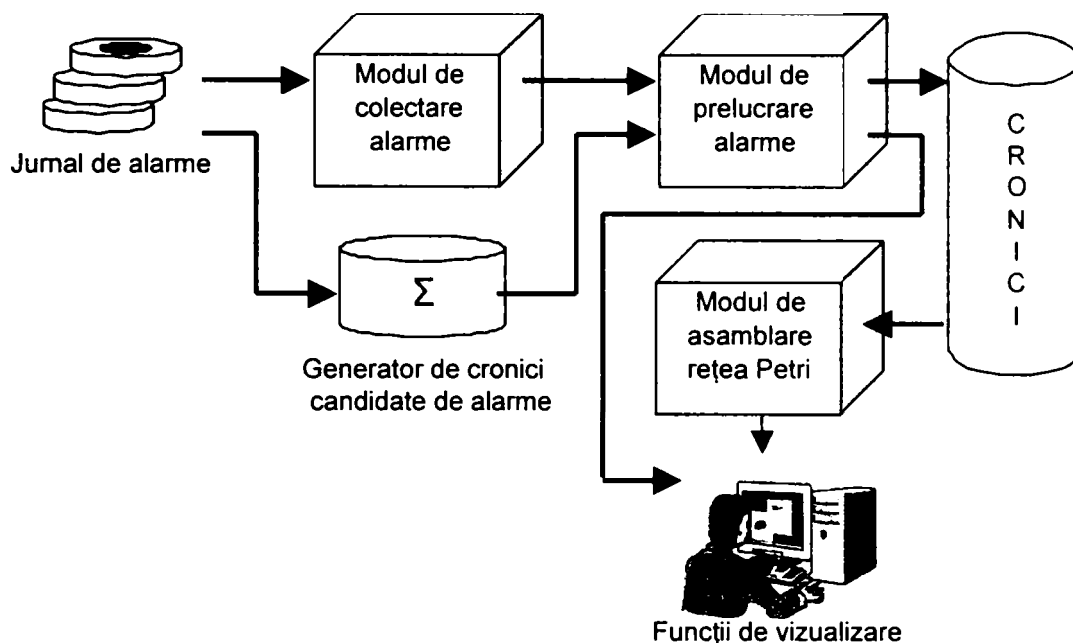 Modul de
colectare
alarme
Modul de
prelucrare
alarme
CRONICI
Jurnal de alarme
Σ
Modul de
asamblare
rețea Petri
Generator de cronici
candidate de alarme
Funcții de vizualizare